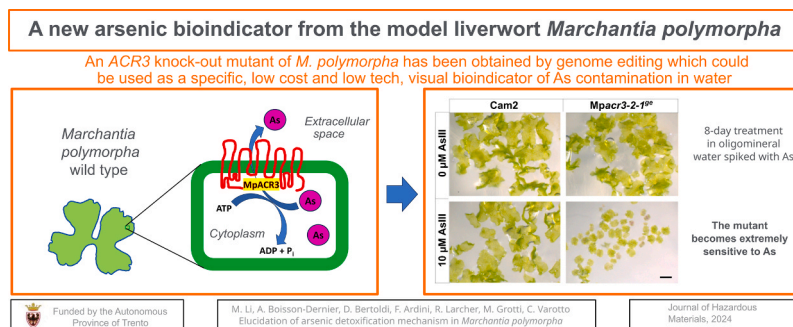 A new arsenic bioindicator from the model liverwort Marchantia polymorpha
An ACR3 knock-out mutant of M. polymorpha has been obtained by genome editing which could
be used as a specific, low cost and low tech, visual bioindicator of As contamination in water
Marchantia
polymorpha
wild type
As
Extracellular
space
MpACR3
ATP
As
As
Cytoplasm
ADP + Pi
Cam2
Mpacr3-2-1ge
0 µM AsIII
10 µM AsIII
8-day treatment
in oligomineral
water spiked with As
The mutant
becomes extremely
sensitive to As
Funded by the Autonomous
Province of Trento
M. Li, A. Boisson-Dernier, D. Bertoldi, F. Ardini, R. Larcher, M. Grotti, C. Varotto
Elucidation of arsenic detoxification mechanism in Marchantia polymorpha
Journal of Hazardous
Materials, 2024